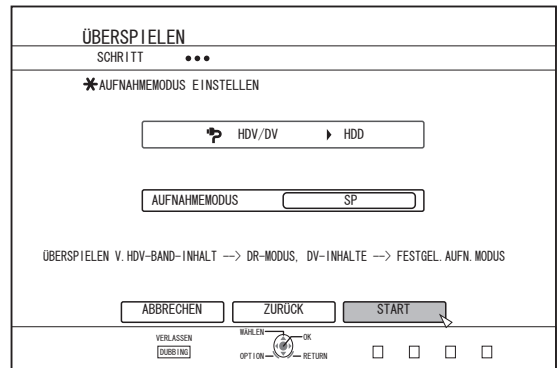 ÜBERSPIELEN
SCHRITT
AUFNAHMEMODUS EINSTELLEN
HDV/DV HDD
AUFNAHMEMODUS SP
ÜBERSPIELEN V.HDV-BAND-INHALT --> DR-MODUS, DV-INHALTE --> FESTGEL.AUFN.MODUS
ABBRECHEN ZURÜCK START
VERLASSEN
DUBBING
WÄHLEN OK
OPTION RETURN